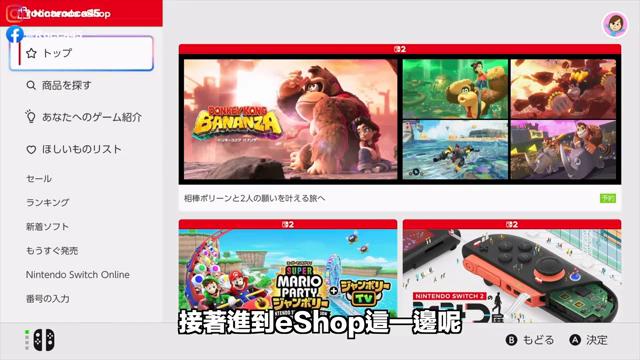 Nintendo eShop
トップ
商品を探す
あなたへのゲーム紹介
ほしいものリスト
セール
ランキング
新着ソフト
もうすぐ発売
Nintendo Switch Online
番号の入力
2
DONKEY KONG
BANANZA
ドンキーコング バナンザ
相棒ポリーンと2人の願いを叶える旅へ
予約
2
2
SUPER
MARIO
PARTY
ジャンボリー
+
ジャンボリー
TV
NINTENDO SWITCH 2
展
接著進到eShop這一邊呢
B もどる
A 決定